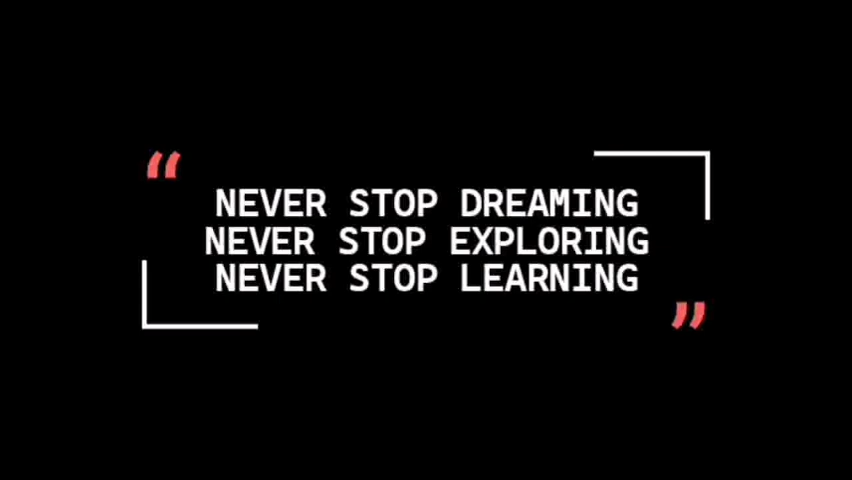 “
NEVER STOP DREAMING
NEVER STOP EXPLORING
NEVER STOP LEARNING
”